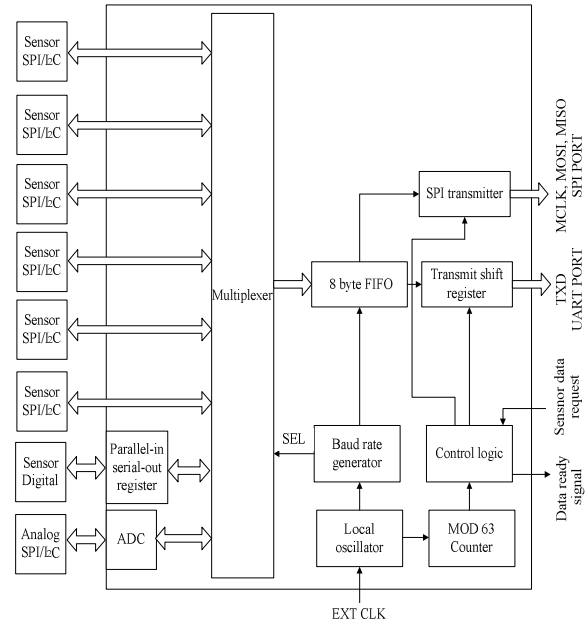 Sensor
SPI/I2C
Sensor
SPI/I2C
Sensor
SPI/I2C
Sensor
SPI/I2C
Sensor
SPI/I2C
Sensor
SPI/I2C
Sensor
Digital
Analog
SPI/I2C
Parallel-in
serial-out
register
ADC
Multiplexer
SEL
8 byte FIFO
Baud rate
generator
Local
oscillator
EXT CLK
SPI transmitter
Transmit shift
register
Control logic
MOD 63
Counter
MCLK, MOSI, MISO
SPI PORT
TXD
UART PORT
Sensnor data
request
Data ready
signal